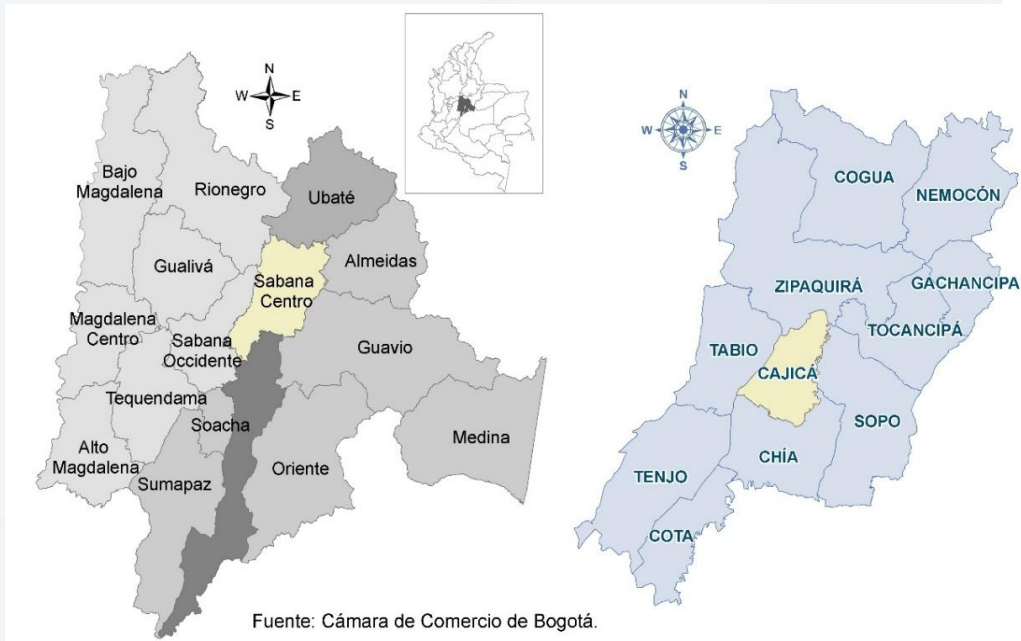 N
W E
S
Bajo
Magdalena
Rionegro
Ubaté
Gualivá
Sabana
Centro
Almeidas
Magdalena
Centro
Sabana
Occidente
Guavio
Tequendama
Soacha
Alto
Magdalena
Sumapaz
Oriente
Medina
Fuente: Cámara de Comercio de Bogotá.
N
W E
S
COGUA
NEMOCÓN
ZIPAQUIRÁ
GACHANCIPA
TOCANCIPÁ
TABIO
CAJICÁ
SOPO
CHÍA
TENJO
COTA